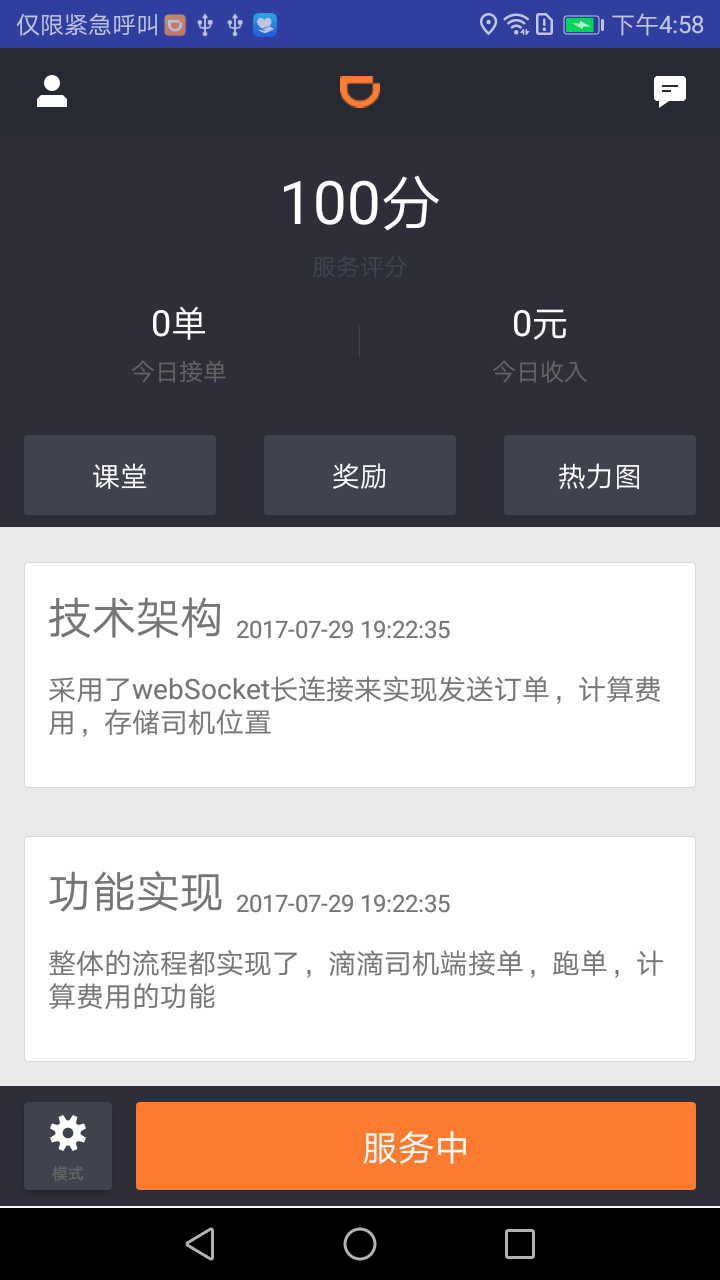 仅限紧急呼叫 下午4:58
100分
服务评分
0单 0元
今日接单 今日收入
课堂 奖励 热力图
技术架构 2017-07-29 19:22:35
采用了webSocket长连接来实现发送订单，计算费
用，存储司机位置
功能实现 2017-07-29 19:22:35
整体的流程都实现了，滴滴司机端接单，跑单，计
算费用的功能
模式 服务中